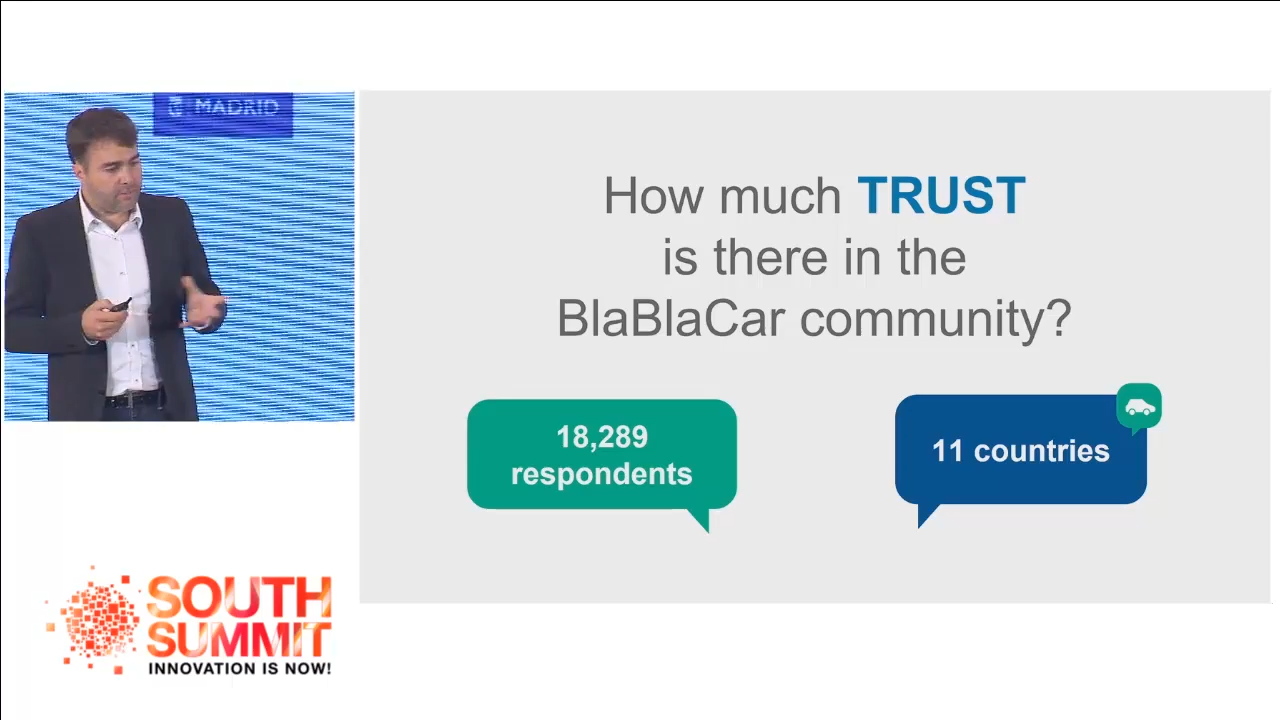 MADRID
How much TRUST
is there in the
BlaBlaCar community?
18,289
respondents
11 countries
SOUTH
SUMMIT
INNOVATION IS NOW!